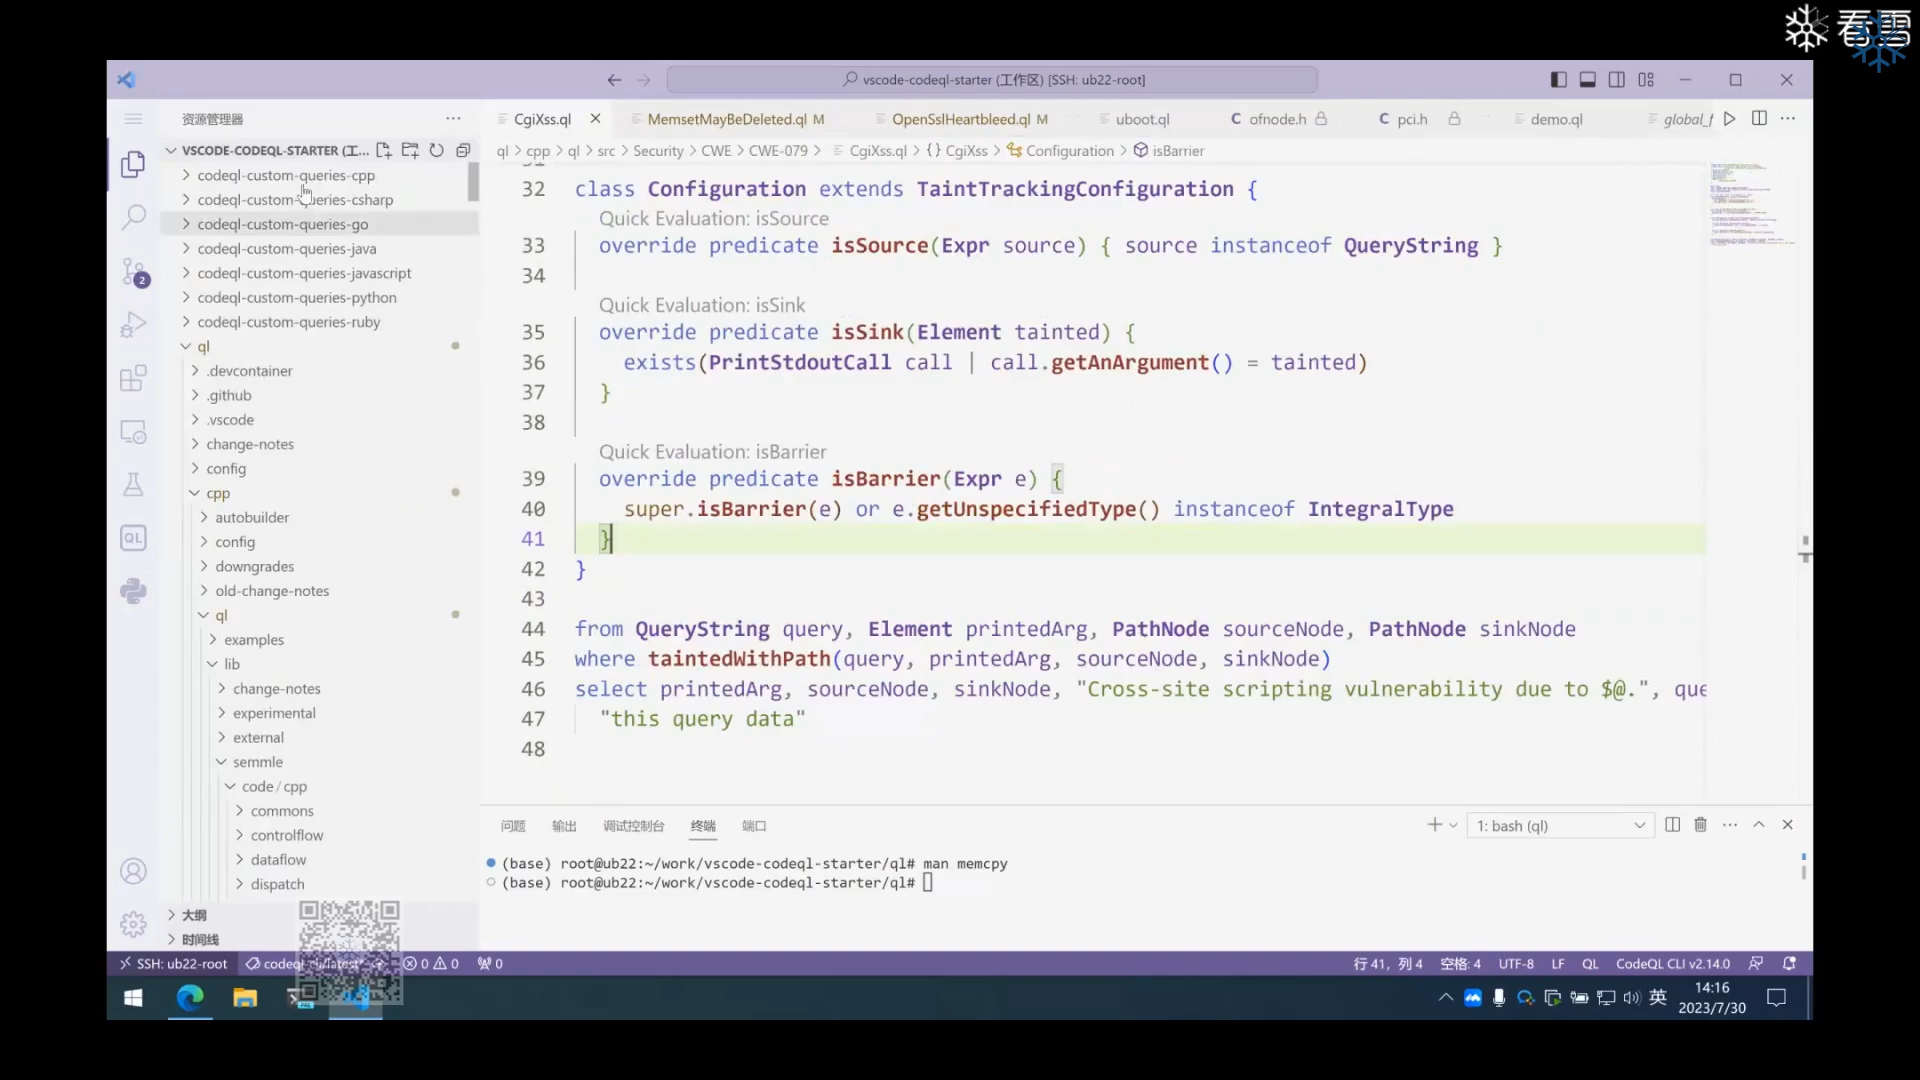 看雪
vscode-codeql-starter (工作区) [SSH: ub22-root]
资源管理器
CgiXss.ql
MemsetMayBeDeleted.ql M
OpenSslHeartbleed.ql M
uboot.ql
C ofnode.h
C pci.h
demo.ql
global_f
VSCODE-CODEQL-STARTER (工...
ql > cpp > ql > src > Security > CWE > CWE-079 > CgiXss.ql > {} CgiXss > Configuration > isBarrier
codeql-custom-queries-cpp
codeql-custom-queries-csharp
codeql-custom-queries-go
codeql-custom-queries-java
codeql-custom-queries-javascript
codeql-custom-queries-python
codeql-custom-queries-ruby
ql
.devcontainer
.github
.vscode
change-notes
config
cpp
autobuilder
config
downgrades
old-change-notes
ql
examples
lib
change-notes
experimental
external
semmle
code / cpp
commons
controlflow
dataflow
dispatch
大纲
时间线
2
QL
32 class Configuration extends TaintTrackingConfiguration {
Quick Evaluation: isSource
33 override predicate isSource(Expr source) { source instanceof QueryString }
34
Quick Evaluation: isSink
35 override predicate isSink(Element tainted) {
36 exists(PrintStdoutCall call | call.getAnArgument() = tainted)
37 }
38
Quick Evaluation: isBarrier
39 override predicate isBarrier(Expr e) {
40 super.isBarrier(e) or e.getUnspecifiedType() instanceof IntegralType
41 }
42 }
43
44 from QueryString query, Element printedArg, PathNode sourceNode, PathNode sinkNode
45 where taintedWithPath(query, printedArg, sourceNode, sinkNode)
46 select printedArg, sourceNode, sinkNode, "Cross-site scripting vulnerability due to $@.", que
47 "this query data"
48
问题 输出 调试控制台 终端 端口
1: bash (ql)
(base) root@ub22:~/work/vscode-codeql-starter/ql# man memcpy
(base) root@ub22:~/work/vscode-codeql-starter/ql#
SSH: ub22-root
0 0
0
行 41，列 4
空格: 4
UTF-8
LF
QL
CodeQL CLI v2.14.0
英
14:16
2023/7/30